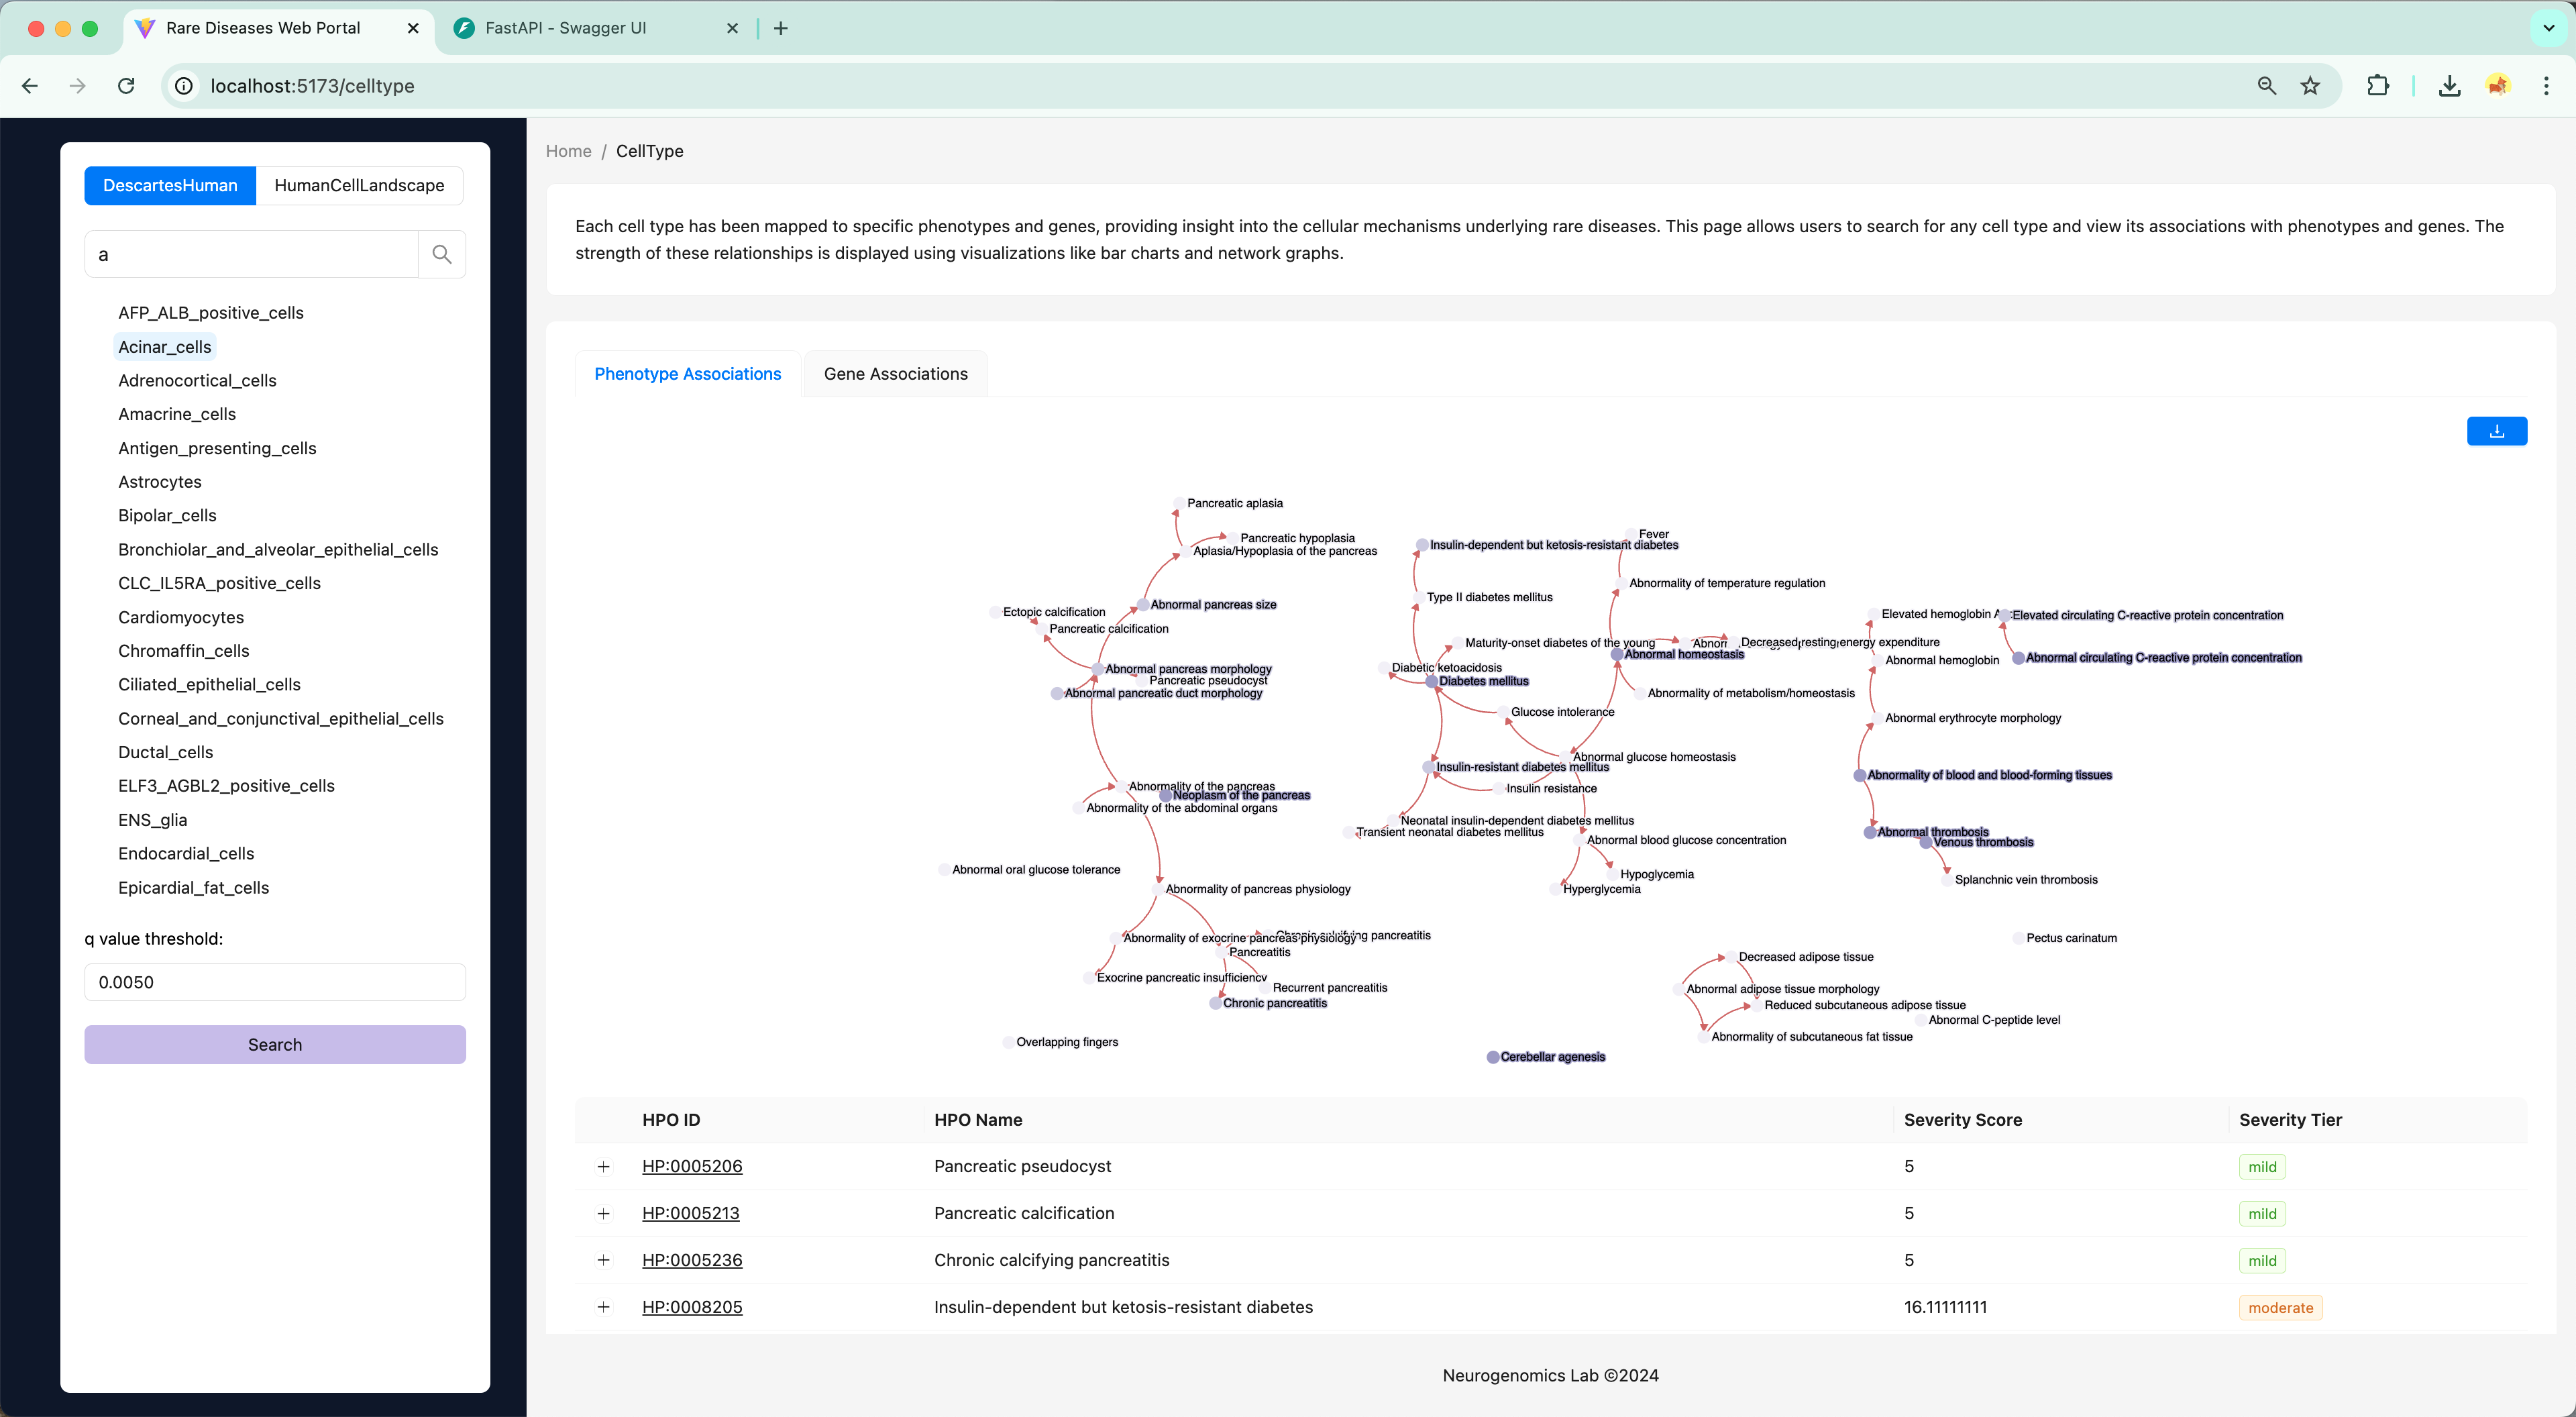 Rare Diseases Web Portal
FastAPI - Swagger UI
localhost:5173/celltype
DescartesHuman
HumanCellLandscape
a
AFP_ALB_positive_cells
Acinar_cells
Adrenocortical_cells
Amacrine_cells
Antigen_presenting_cells
Astrocytes
Bipolar_cells
Bronchiolar_and_alveolar_epithelial_cells
CLC_IL5RA_positive_cells
Cardiomyocytes
Chromaffin_cells
Ciliated_epithelial_cells
Corneal_and_conjunctival_epithelial_cells
Ductal_cells
ELF3_AGBL2_positive_cells
ENS_glia
Endocardial_cells
Epicardial_fat_cells
q value threshold:
0.0050
Search
Home / CellType
Each cell type has been mapped to specific phenotypes and genes, providing insight into the cellular mechanisms underlying rare diseases. This page allows users to search for any cell type and view its associations with phenotypes and genes. The
strength of these relationships is displayed using visualizations like bar charts and network graphs.
Phenotype Associations
Gene Associations
Pancreatic aplasia
Pancreatic hypoplasia
Aplasia/Hypoplasia of the pancreas
Abnormal pancreas size
Ectopic calcification
Pancreatic calcification
Abnormal pancreas morphology
Pancreatic pseudocyst
Abnormal pancreatic duct morphology
Abnormality of the pancreas
Neoplasm of the pancreas
Abnormality of the abdominal organs
Abnormal oral glucose tolerance
Abnormality of pancreas physiology
Chronic calcifying pancreatitis
Abnormality of exocrine pancreas physiology
Pancreatitis
Exocrine pancreatic insufficiency
Recurrent pancreatitis
Chronic pancreatitis
Overlapping fingers
Fever
Insulin-dependent but ketosis-resistant diabetes
Abnormality of temperature regulation
Type II diabetes mellitus
Maturity-onset diabetes of the young
Decreased resting energy expenditure
Abnormal homeostasis
Diabetic ketoacidosis
Diabetes mellitus
Abnormality of metabolism/homeostasis
Glucose intolerance
Abnormal glucose homeostasis
Insulin-resistant diabetes mellitus
Insulin resistance
Neonatal insulin-dependent diabetes mellitus
Transient neonatal diabetes mellitus
Abnormal blood glucose concentration
Hypoglycemia
Hyperglycemia
Elevated hemoglobin
Elevated circulating C-reactive protein concentration
Abnormal hemoglobin
Abnormal circulating C-reactive protein concentration
Abnormal erythrocyte morphology
Abnormality of blood and blood-forming tissues
Abnormal thrombosis
Venous thrombosis
Splanchnic vein thrombosis
Pectus carinatum
Decreased adipose tissue
Abnormal adipose tissue morphology
Reduced subcutaneous adipose tissue
Abnormal C-peptide level
Abnormality of subcutaneous fat tissue
Cerebellar agenesis
HPO ID HPO Name Severity Score Severity Tier
HP:0005206 Pancreatic pseudocyst 5 mild
HP:0005213 Pancreatic calcification 5 mild
HP:0005236 Chronic calcifying pancreatitis 5 mild
HP:0008205 Insulin-dependent but ketosis-resistant diabetes 16.11111111 moderate
Neurogenomics Lab ©2024